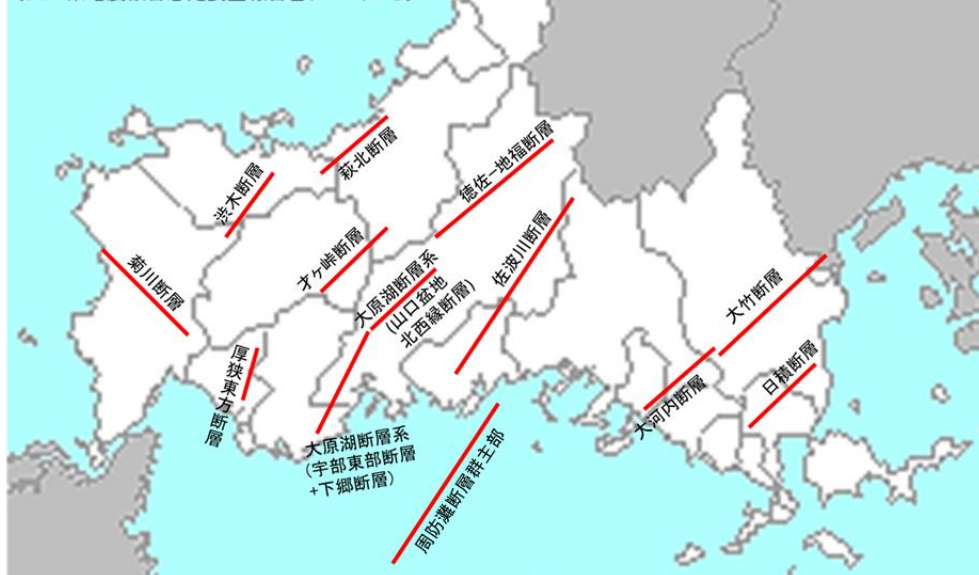 萩北断層
徳佐−地福断層
渋木断層
佐波川断層
才ヶ峠断層
大原湖断層系
(山口盆地
北西縁断層)
菊川断層
大竹断層
厚狭東方断層
日積断層
大河内断層
大原湖断層系
(宇部東部断層
+下郷断層)
周防灘断層群主部